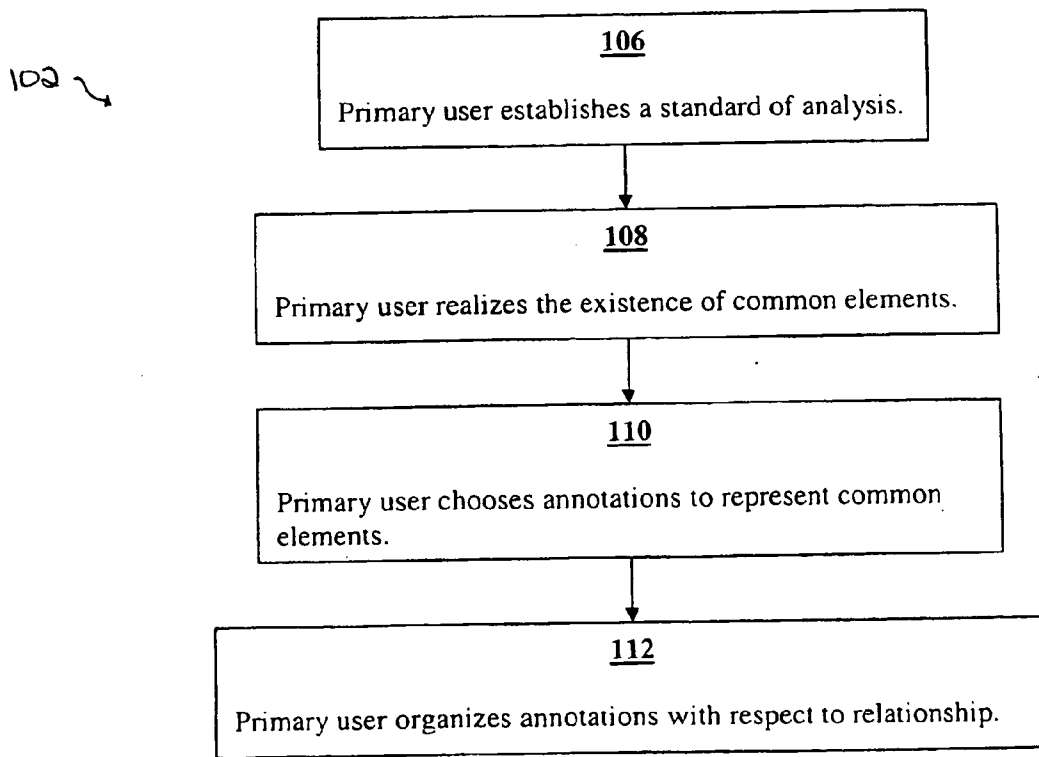 102
106
Primary user establishes a standard of analysis.
108
Primary user realizes the existence of common elements.
110
Primary user chooses annotations to represent common
elements.
112
Primary user organizes annotations with respect to relationship.